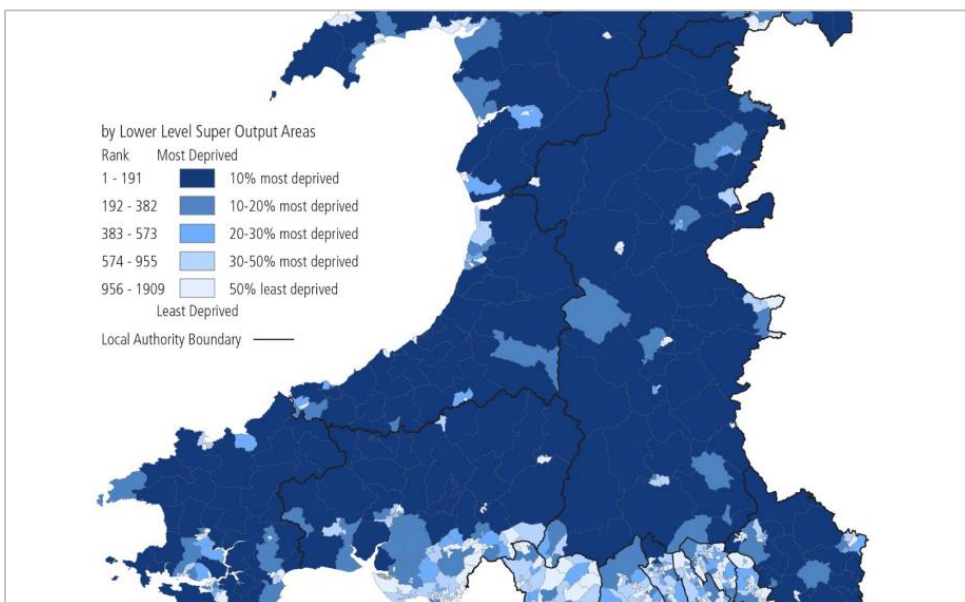 by Lower Level Super Output Areas
Rank Most Deprived
1 - 191 10% most deprived
192 - 382 10-20% most deprived
383 - 573 20-30% most deprived
574 - 955 30-50% most deprived
956 - 1909 50% least deprived
Least Deprived
Local Authority Boundary